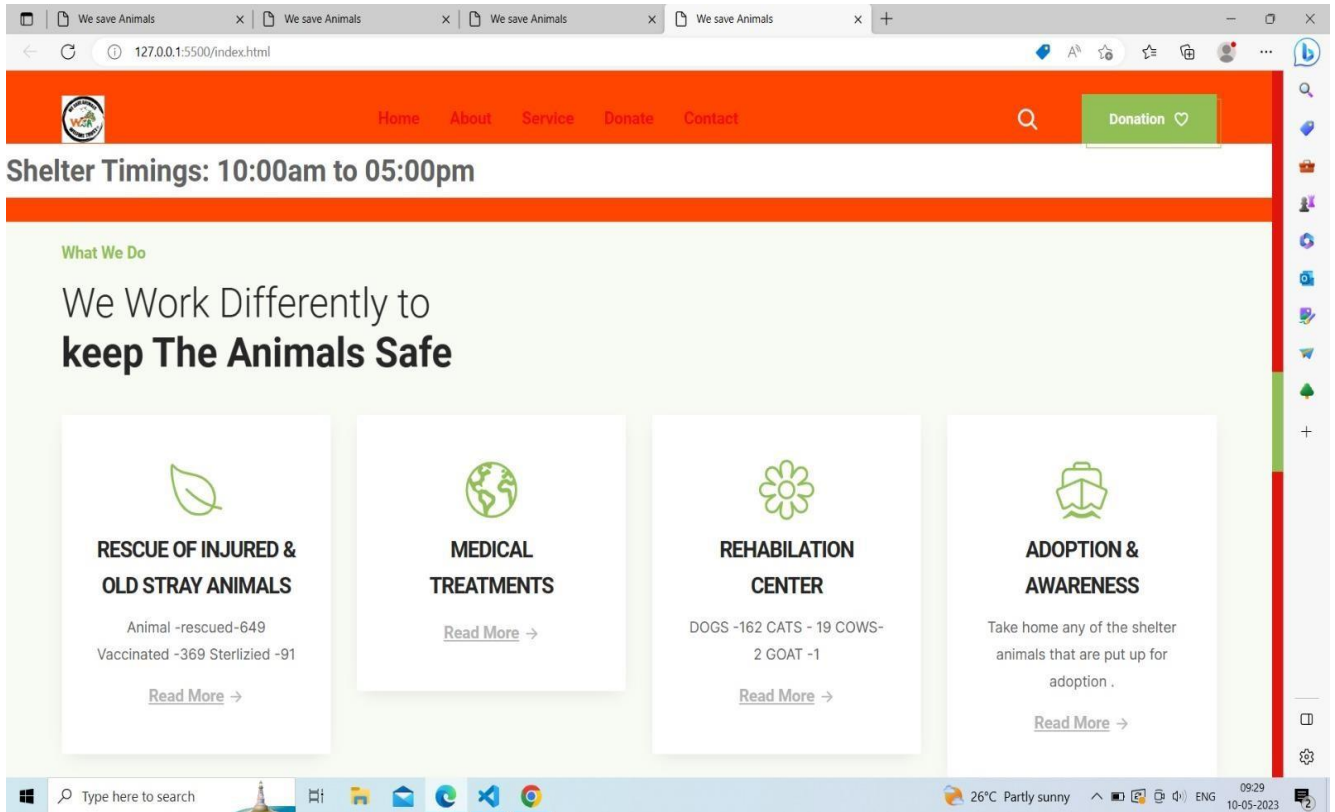 We save Animals
We save Animals
We save Animals
We save Animals
127.0.0.1:5500/index.html
Home About Service Donate Contact
Donation
Shelter Timings: 10:00am to 05:00pm
What We Do
We Work Differently to
keep The Animals Safe
RESCUE OF INJURED &
OLD STRAY ANIMALS
Animal -rescued-649
Vaccinated -369 Sterlizied -91
Read More →
MEDICAL
TREATMENTS
Read More →
REHABILATION
CENTER
DOGS -162 CATS - 19 COWS-
2 GOAT -1
Read More →
ADOPTION &
AWARENESS
Take home any of the shelter
animals that are put up for
adoption .
Read More →
Type here to search
26°C Partly sunny
ENG
09:29
10-05-2023
2